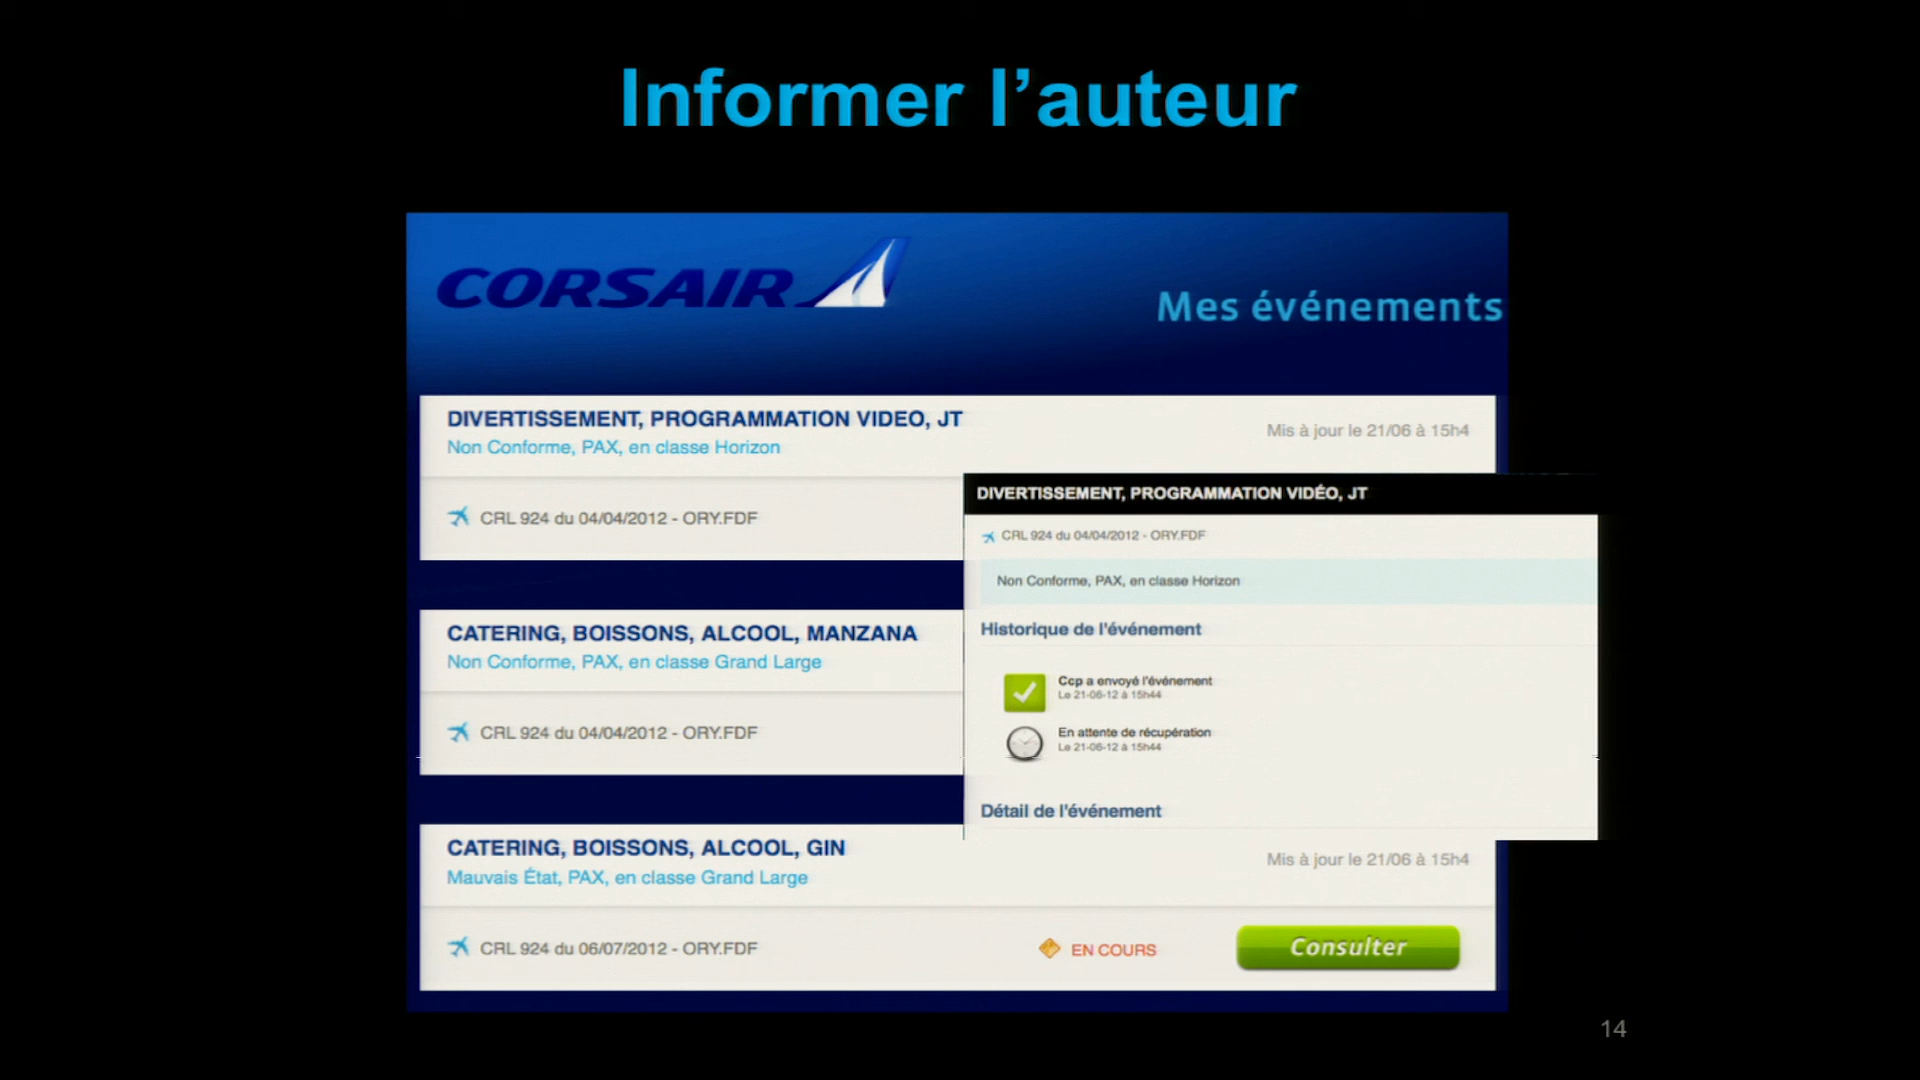 Informer l’auteur
CORSAIR
Mes événements
DIVERTISSEMENT, PROGRAMMATION VIDEO, JT
Non Conforme, PAX, en classe Horizon
Mis à jour le 21/06 à 15h4
CRL 924 du 04/04/2012 - ORY.FDF
CATERING, BOISSONS, ALCOOL, MANZANA
Non Conforme, PAX, en classe Grand Large
CRL 924 du 04/04/2012 - ORY.FDF
DIVERTISSEMENT, PROGRAMMATION VIDÉO, JT
CRL 924 du 04/04/2012 - ORY.FDF
Non Conforme, PAX, en classe Horizon
Historique de l'événement
Ccp a envoyé l'événement
Le 21-06-12 à 15h44
En attente de récupération
Le 21-06-12 à 15h44
Détail de l'événement
CATERING, BOISSONS, ALCOOL, GIN
Mauvais État, PAX, en classe Grand Large
Mis à jour le 21/06 à 15h4
CRL 924 du 06/07/2012 - ORY.FDF
EN COURS
Consulter
14